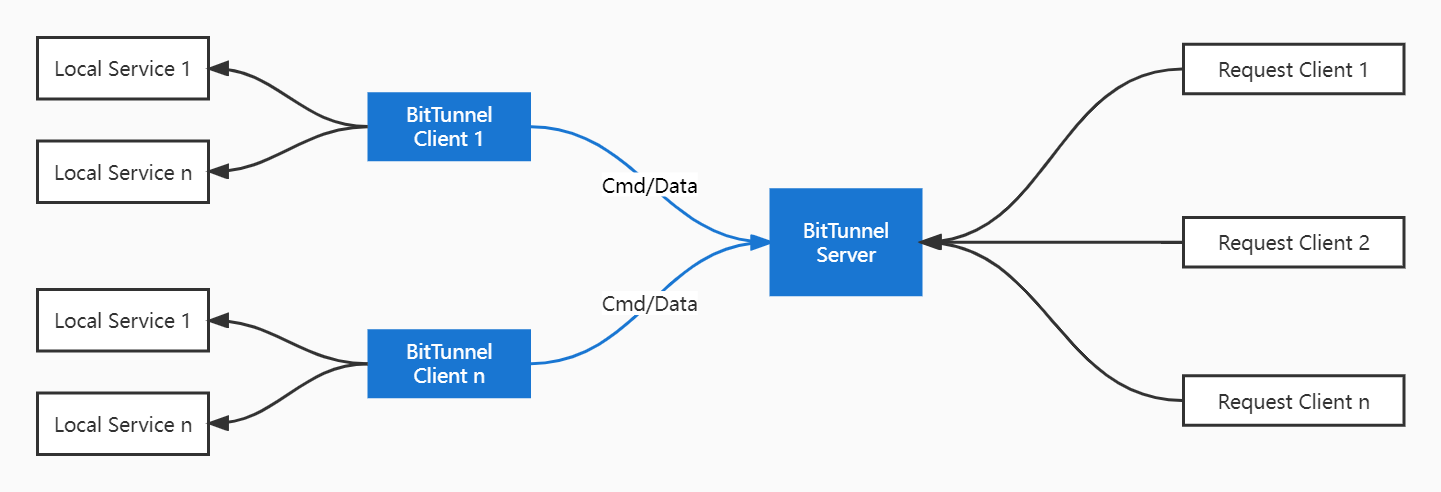 Local Service 1
Local Service n
BitTunnel
Client 1
Cmd/Data
Local Service 1
Local Service n
BitTunnel
Client n
Cmd/Data
BitTunnel
Server
Request Client 1
Request Client 2
Request Client n